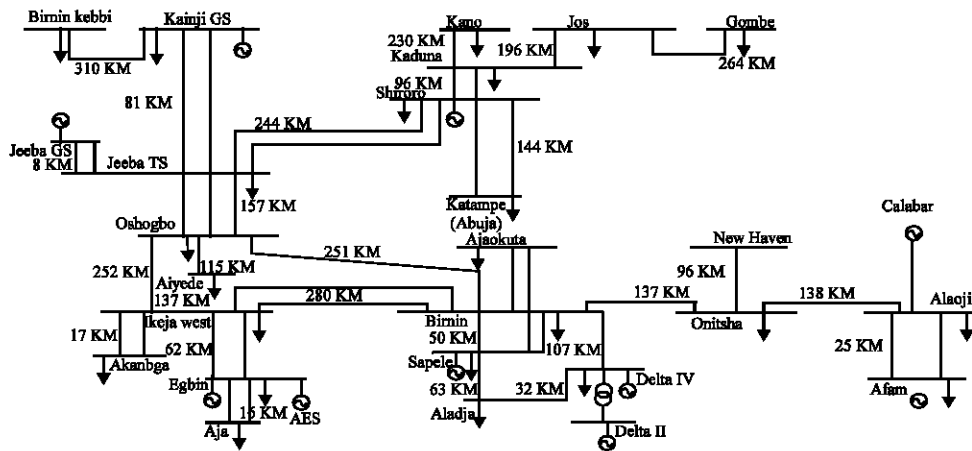 Birnin kebbi
Kainji GS
Kano
Jos
Gombe
230 KM
196 KM
Kaduna
310 KM
264 KM
96 KM
Shiroro
81 KM
244 KM
Jeeba GS
8 KM
Jeeba TS
144 KM
157 KM
Katampe
(Abuja)
Oshogbo
Ajaokuta
Calabar
New Haven
252 KM
115 KM
251 KM
96 KM
Aiyede
137 KM
280 KM
137 KM
138 KM
Ikeja west
Birnin
Onitsha
Alaoji
17 KM
62 KM
50 KM
107 KM
25 KM
Akanbga
Sapele
Egbin
63 KM
32 KM
Delta IV
Afam
16 KM
AES
Aladja
Aja
Delta II